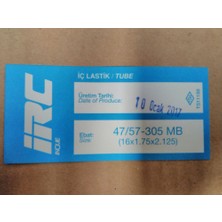 İÇ LASTİK / TUBE
IRC
Üretim Tarihi:
Date of Produce:
10 Ocak 2017
Ebat:
Size:
47/57-305 MB
(16x1.75x2.125)